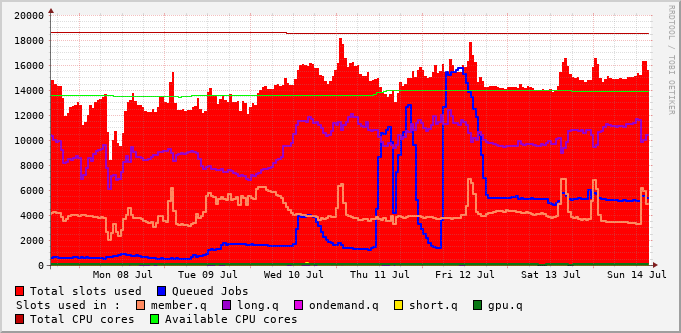 20000
18000
16000
14000
12000
10000
8000
6000
4000
2000
0
Mon 08 Jul Tue 09 Jul Wed 10 Jul Thu 11 Jul Fri 12 Jul Sat 13 Jul Sun 14 Jul
RRDTOOL / TOBI OETIKER
Total slots used Queued Jobs
Slots used in : member.q long.q ondemand.q short.q gpu.q
Total CPU cores Available CPU cores